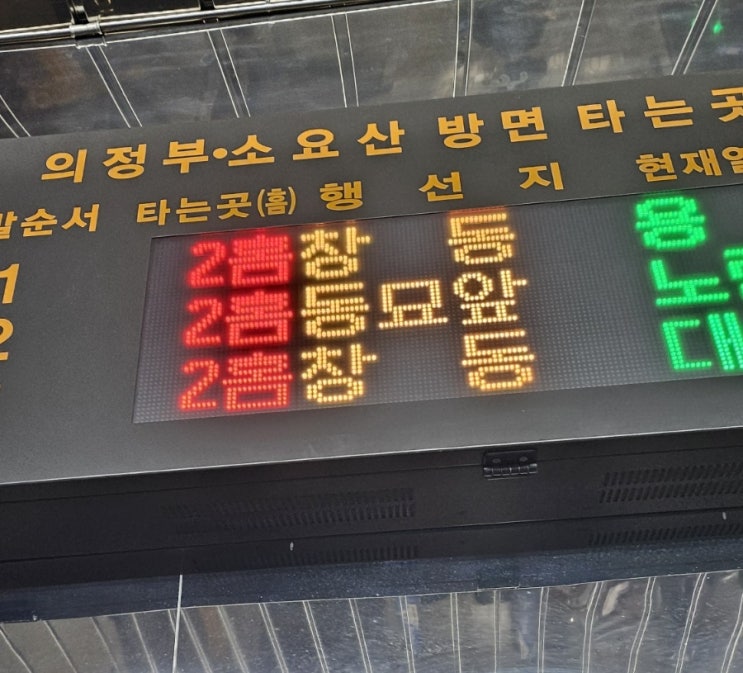 의정부•소요산 방면 타는곳
발순서 타는곳(홈) 행 선 지 현재
1 2홈 창 동 용
2 2홈 동묘앞 노
2홈 창 동 대